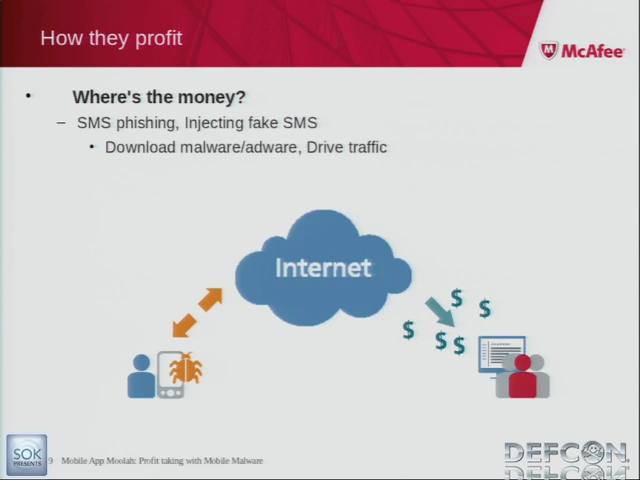 How they profit
McAfee
• Where's the money?
– SMS phishing, Injecting fake SMS
• Download malware/adware, Drive traffic
Internet
$
$
$
$ $
SOK
PRESENTS
9 Mobile App Moolah: Profit taking with Mobile Malware
DEFCON